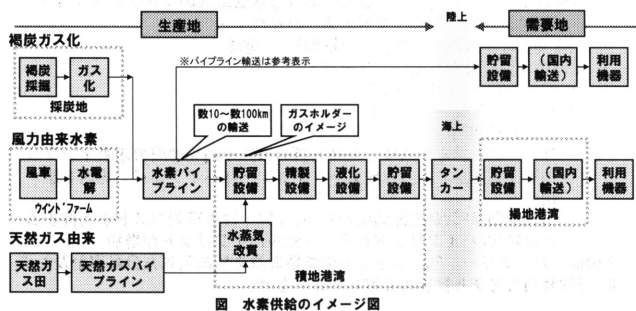 生産地
陸上
需要地
褐炭ガス化
※パイプライン輸送は参考表示
褐炭
採掘
ガス
化
採炭地
貯留
設備
(国内
輸送)
利用
機器
数10~数100km
の輸送
ガスホルダー
のイメージ
海上
風力由来水素
風車
水電
解
ウインドファーム
水素パイ
プライン
貯留
設備
精製
設備
液化
設備
貯留
設備
タン
カー
貯留
設備
(国内
輸送)
利用
機器
揚地港湾
水蒸気
改質
天然ガス由来
天然ガ
ス田
天然ガスパイ
プライン
積地港湾
図 水素供給のイメージ図